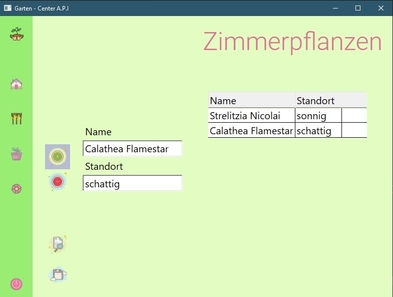 Garten - Center A.P.I
Zimmerpflanzen
Name Standort
Strelitzia Nicolai sonnig
Calathea Flamestar schattig
Name
Calathea Flamestar
Standort
schattig